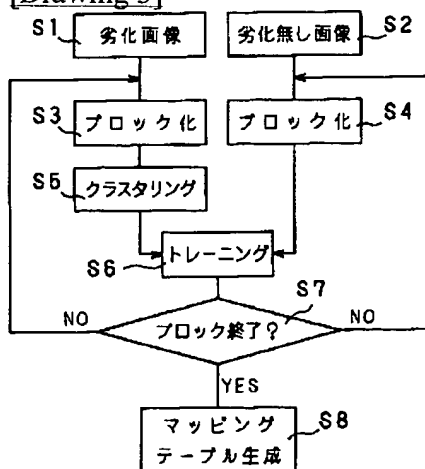 [Drawing 5]
S1 劣化画像
劣化無し画像 S2
S3 ブロック化
ブロック化 S4
S5 クラスタリング
トレーニング
S6
S7
NO ブロック終了? NO
YES
マッピング
テーブル生成 S8